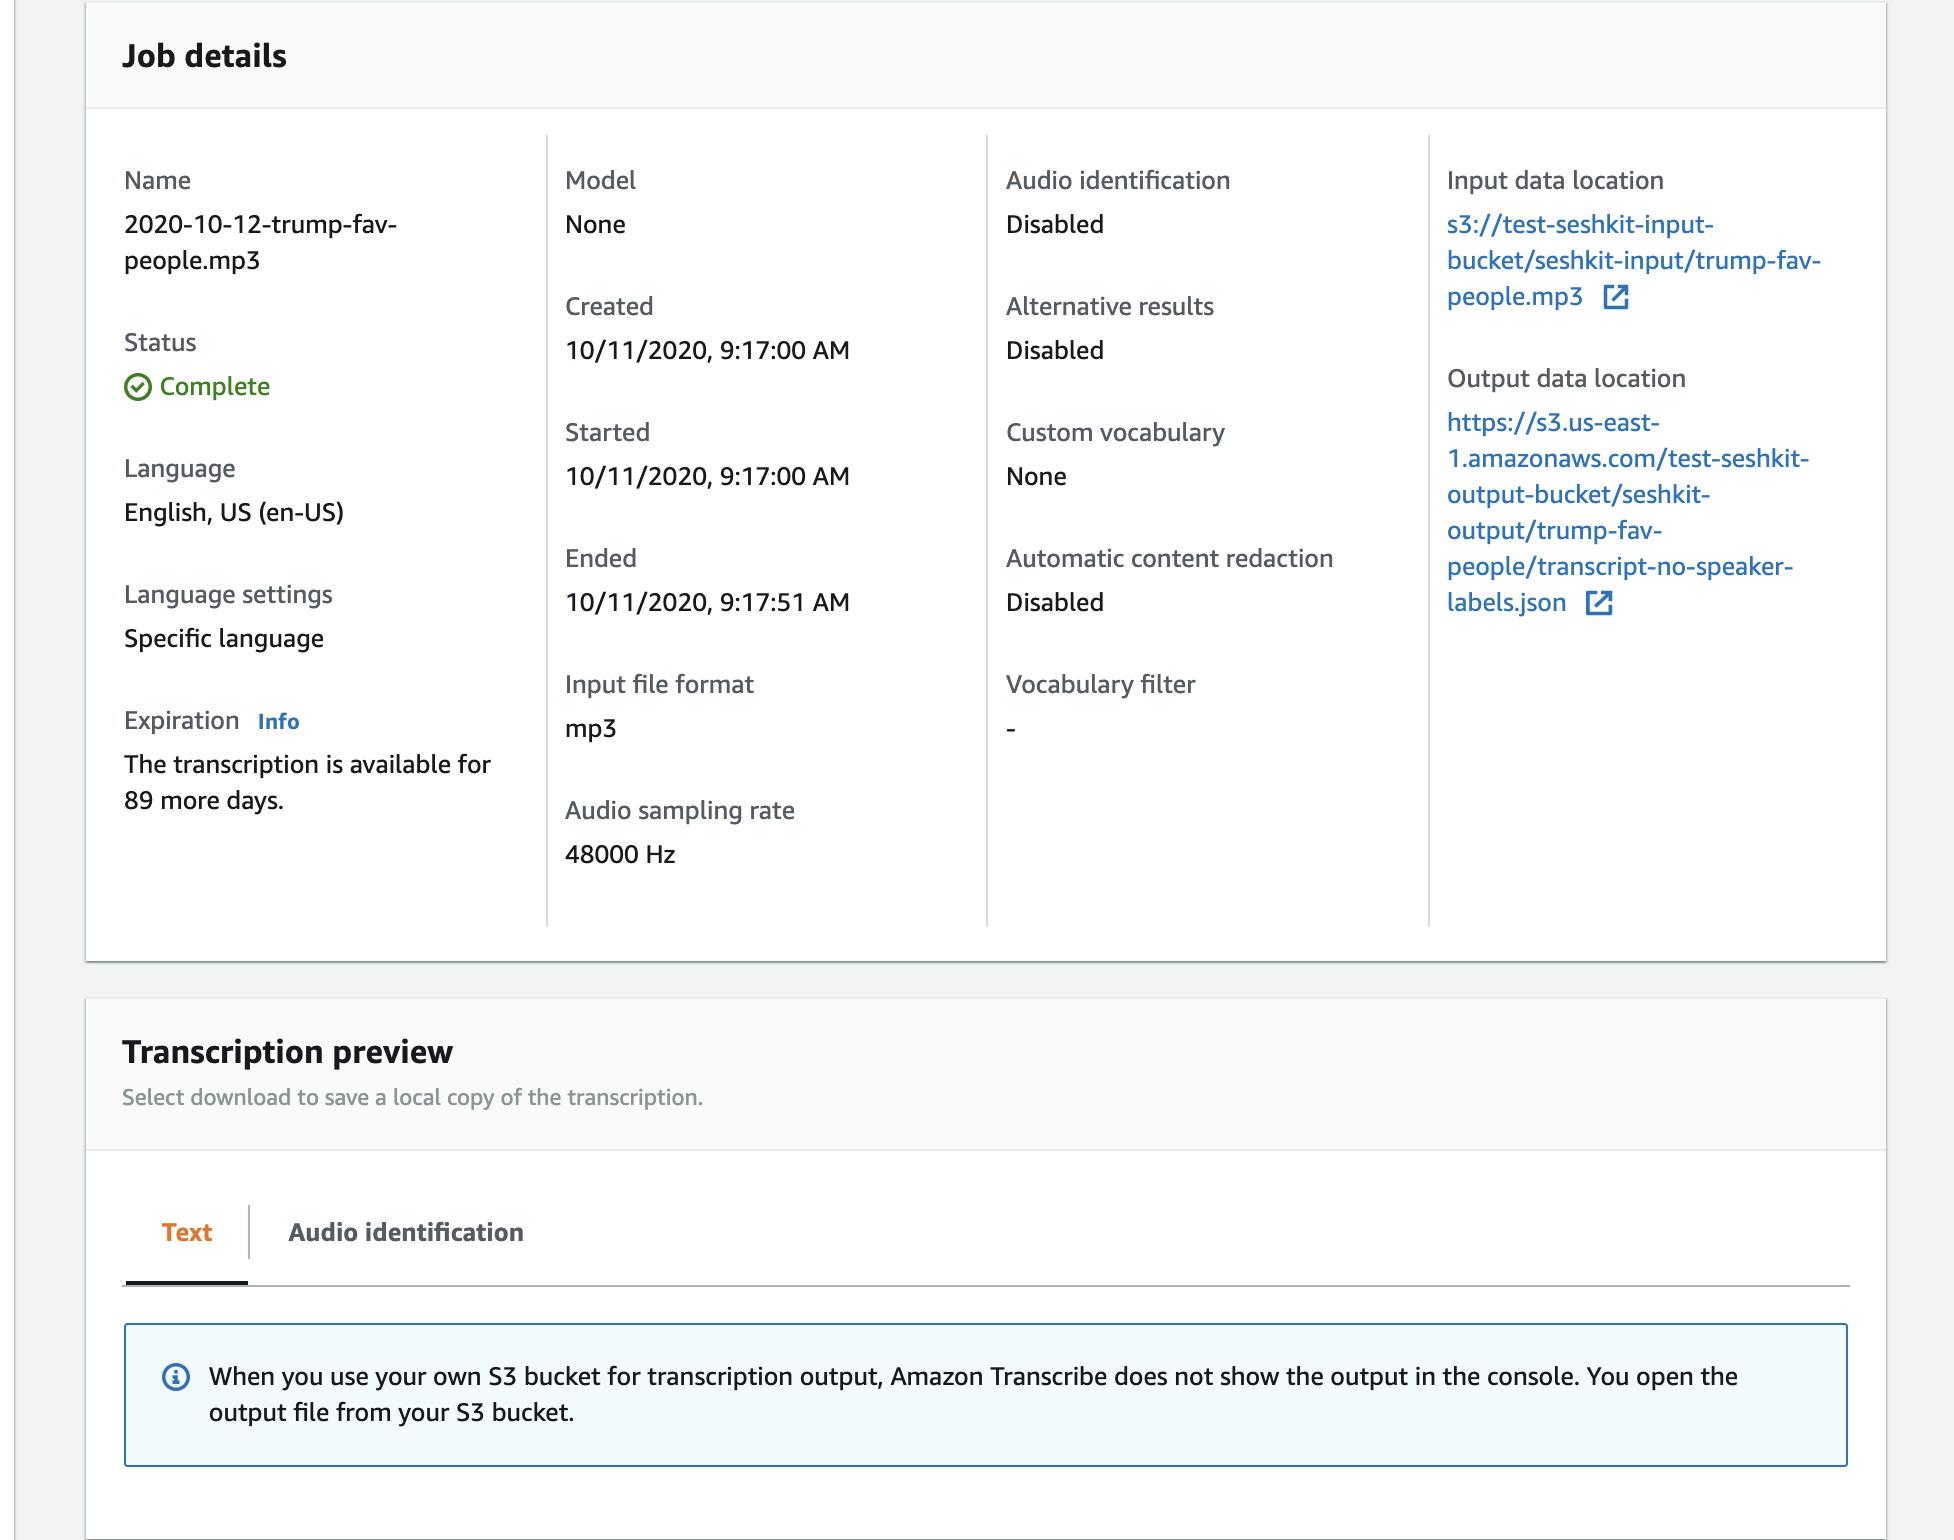 Job details
Name
2020-10-12-trump-fav-
people.mp3
Status
Complete
Language
English, US (en-US)
Language settings
Specific language
Expiration Info
The transcription is available for
89 more days.
Model
None
Created
10/11/2020, 9:17:00 AM
Started
10/11/2020, 9:17:00 AM
Ended
10/11/2020, 9:17:51 AM
Input file format
mp3
Audio sampling rate
48000 Hz
Audio identification
Disabled
Alternative results
Disabled
Custom vocabulary
None
Automatic content redaction
Disabled
Vocabulary filter
-
Input data location
s3://test-seshkit-input-
bucket/seshkit-input/trump-fav-
people.mp3
Output data location
https://s3.us-east-
1.amazonaws.com/test-seshkit-
output-bucket/seshkit-
output/trump-fav-
people/transcript-no-speaker-
labels.json
Transcription preview
Select download to save a local copy of the transcription.
Text
Audio identification
When you use your own S3 bucket for transcription output, Amazon Transcribe does not show the output in the console. You open the
output file from your S3 bucket.